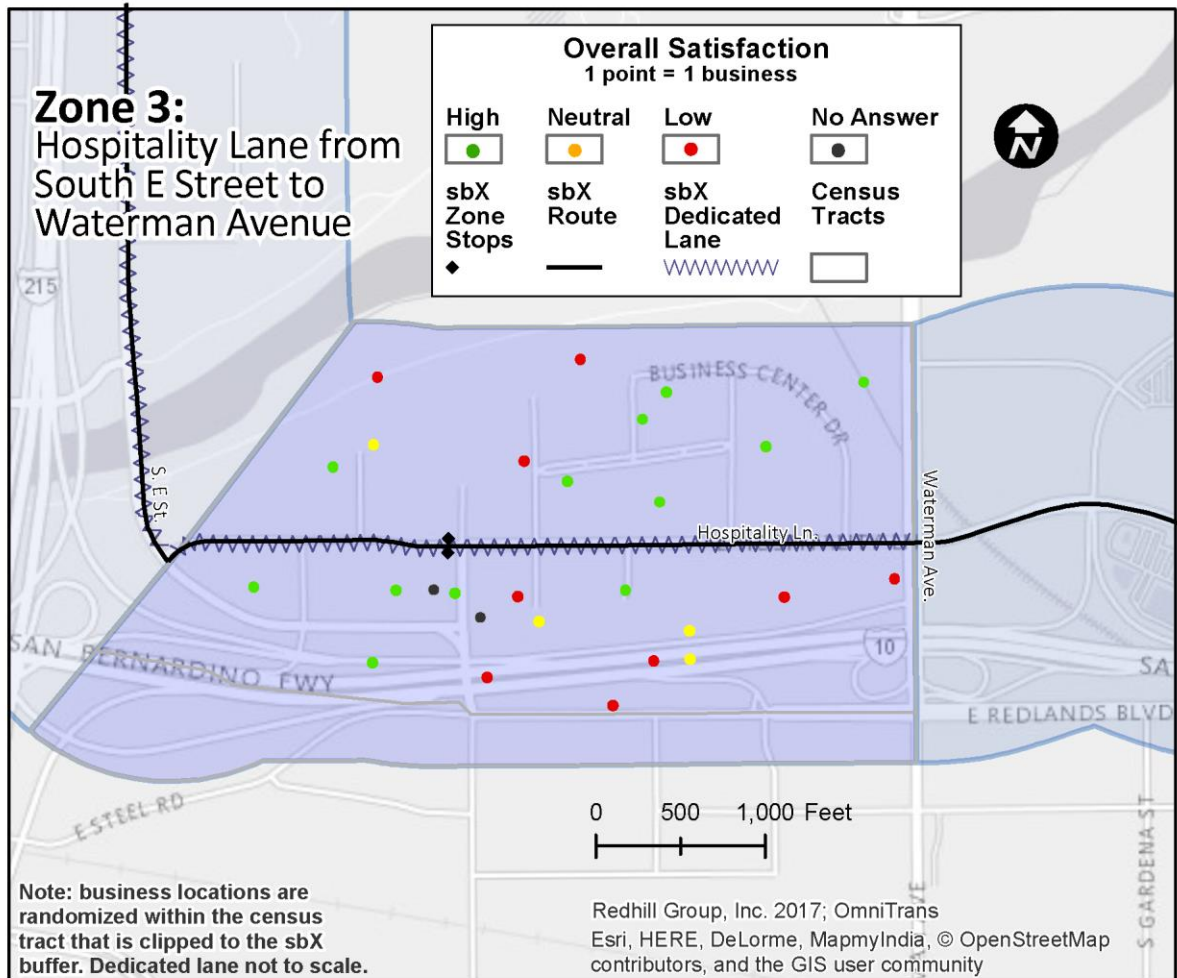 Zone 3:
Hospitality Lane from
South E Street to
Waterman Avenue
Overall Satisfaction
1 point = 1 business
High Neutral Low No Answer
sbX Zone Stops
sbX Route
sbX Dedicated Lane
Census Tracts
N
215
BUSINESS CENTER DR
S. E St.
Hospitality Ln.
Waterman Ave.
SAN BERNARDINO FWY
10
SA
E REDLANDS BLVD
E STEEL RD
0 500 1,000 Feet
S GARDENA ST
Note: business locations are
randomized within the census
tract that is clipped to the sbX
buffer. Dedicated lane not to scale.
Redhill Group, Inc. 2017; OmniTrans
Esri, HERE, DeLorme, MapmyIndia, © OpenStreetMap
contributors, and the GIS user community